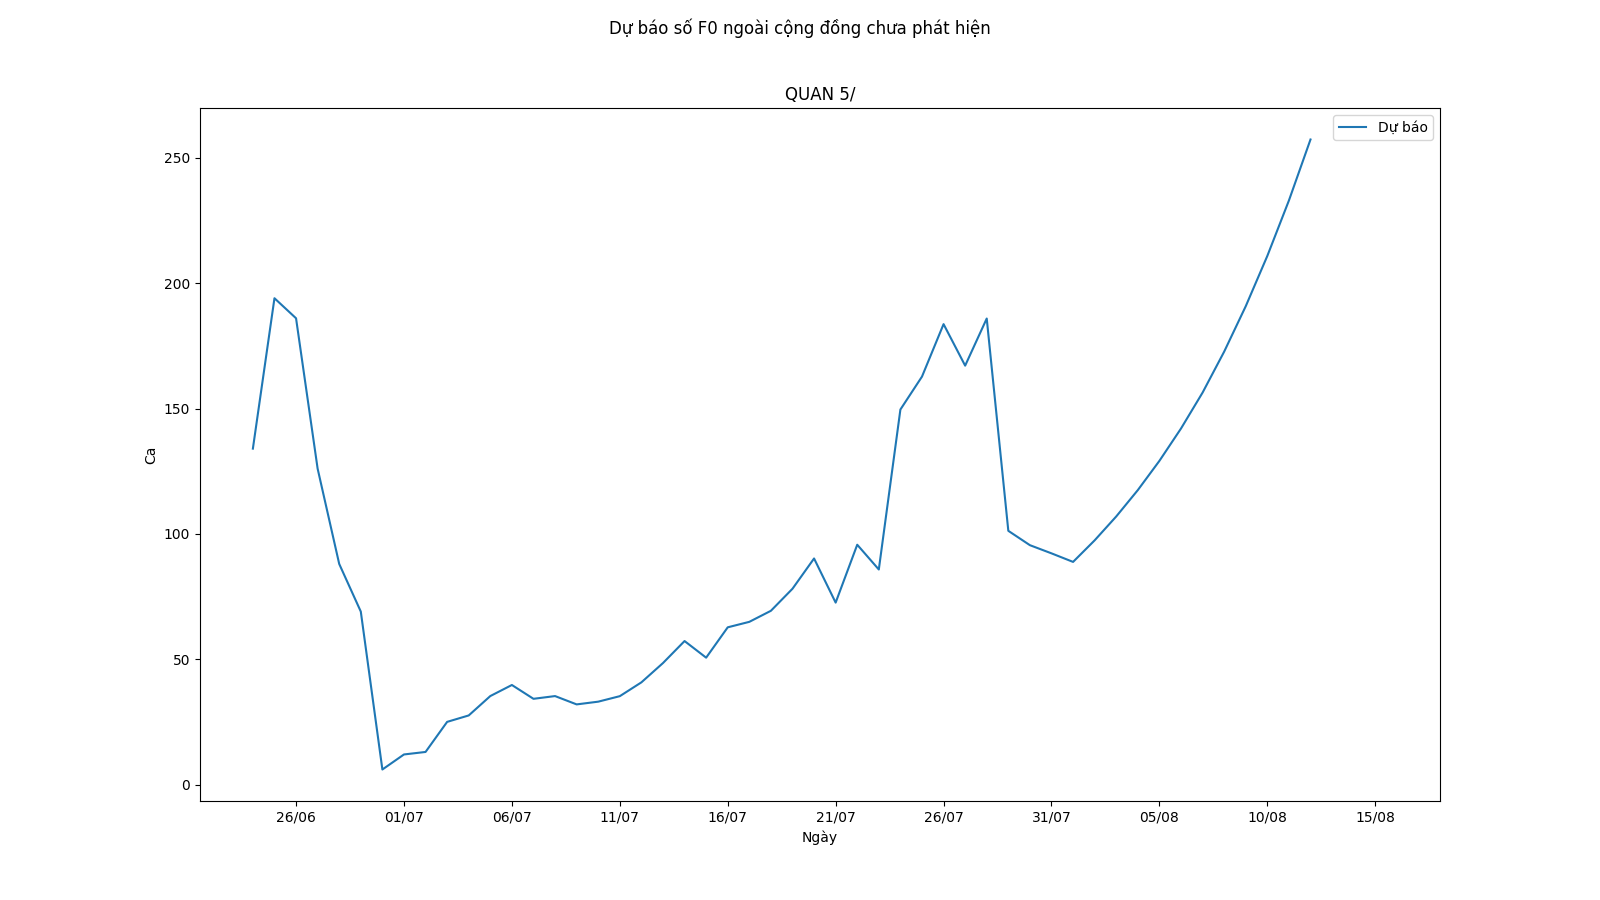 Dự báo số F0 ngoài cộng đồng chưa phát hiện
QUAN 5/
Dự báo
250
200
150
100
50
0
Ca
26/06 01/07 06/07 11/07 16/07 21/07 26/07 31/07 05/08 10/08 15/08
Ngày